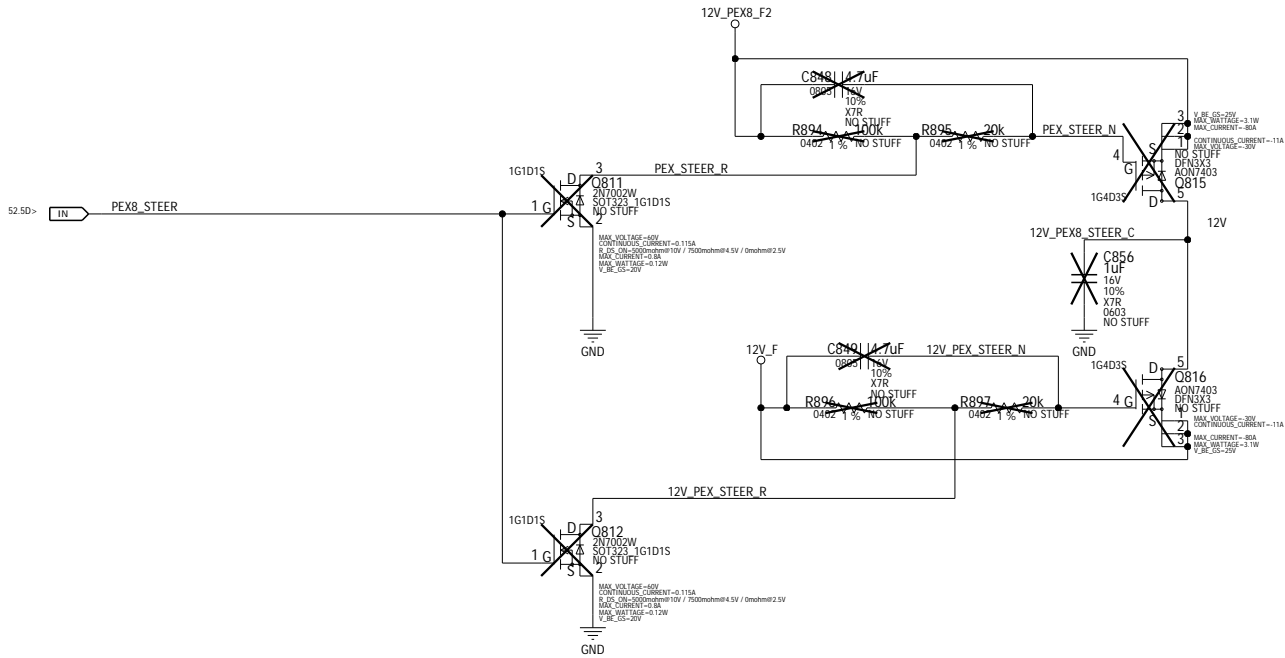 12V_PEX8_F2
C848 4.7uF
0805 16V
10%
X7R
NO STUFF
R894 100k
0402 1 % NO STUFF
R895 20k
0402 1 % NO STUFF
PEX_STEER_N
3
2
1
4
G
S
D
5
V_BE_GS=25V
MAX_WATTAGE=3.1W
MAX_CURRENT=-80A
CONTINUOUS_CURRENT=-11A
MAX_VOLTAGE=-30V
NO STUFF
DFN3X3
AON7403
Q815
1G4D3S
PEX_STEER_R
1G1D1S
3
D
Q811
2N7002W
SOT323_1G1D1S
NO STUFF
1 G
S
2
MAX_VOLTAGE=60V
CONTINUOUS_CURRENT=0.115A
R_DS_ON=5000mohm@10V / 7500mohm@4.5V / 0mohm@2.5V
MAX_CURRENT=0.8A
MAX_WATTAGE=0.12W
V_BE_GS=20V
GND
52.5D>
IN
PEX8_STEER
12V
12V_PEX8_STEER_C
C856
1uF
16V
10%
X7R
0603
NO STUFF
GND
12V_F
C849 4.7uF
0805 16V
10%
X7R
NO STUFF
12V_PEX_STEER_N
R896 100k
0402 1 % NO STUFF
R897 20k
0402 1 % NO STUFF
1G4D3S
5
D
Q816
AON7403
DFN3X3
NO STUFF
4 G
S
1
2
3
MAX_VOLTAGE=-30V
CONTINUOUS_CURRENT=-11A
MAX_CURRENT=-80A
MAX_WATTAGE=3.1W
V_BE_GS=25V
12V_PEX_STEER_R
1G1D1S
3
D
Q812
2N7002W
SOT323_1G1D1S
NO STUFF
1 G
S
2
MAX_VOLTAGE=60V
CONTINUOUS_CURRENT=0.115A
R_DS_ON=5000mohm@10V / 7500mohm@4.5V / 0mohm@2.5V
MAX_CURRENT=0.8A
MAX_WATTAGE=0.12W
V_BE_GS=20V
GND